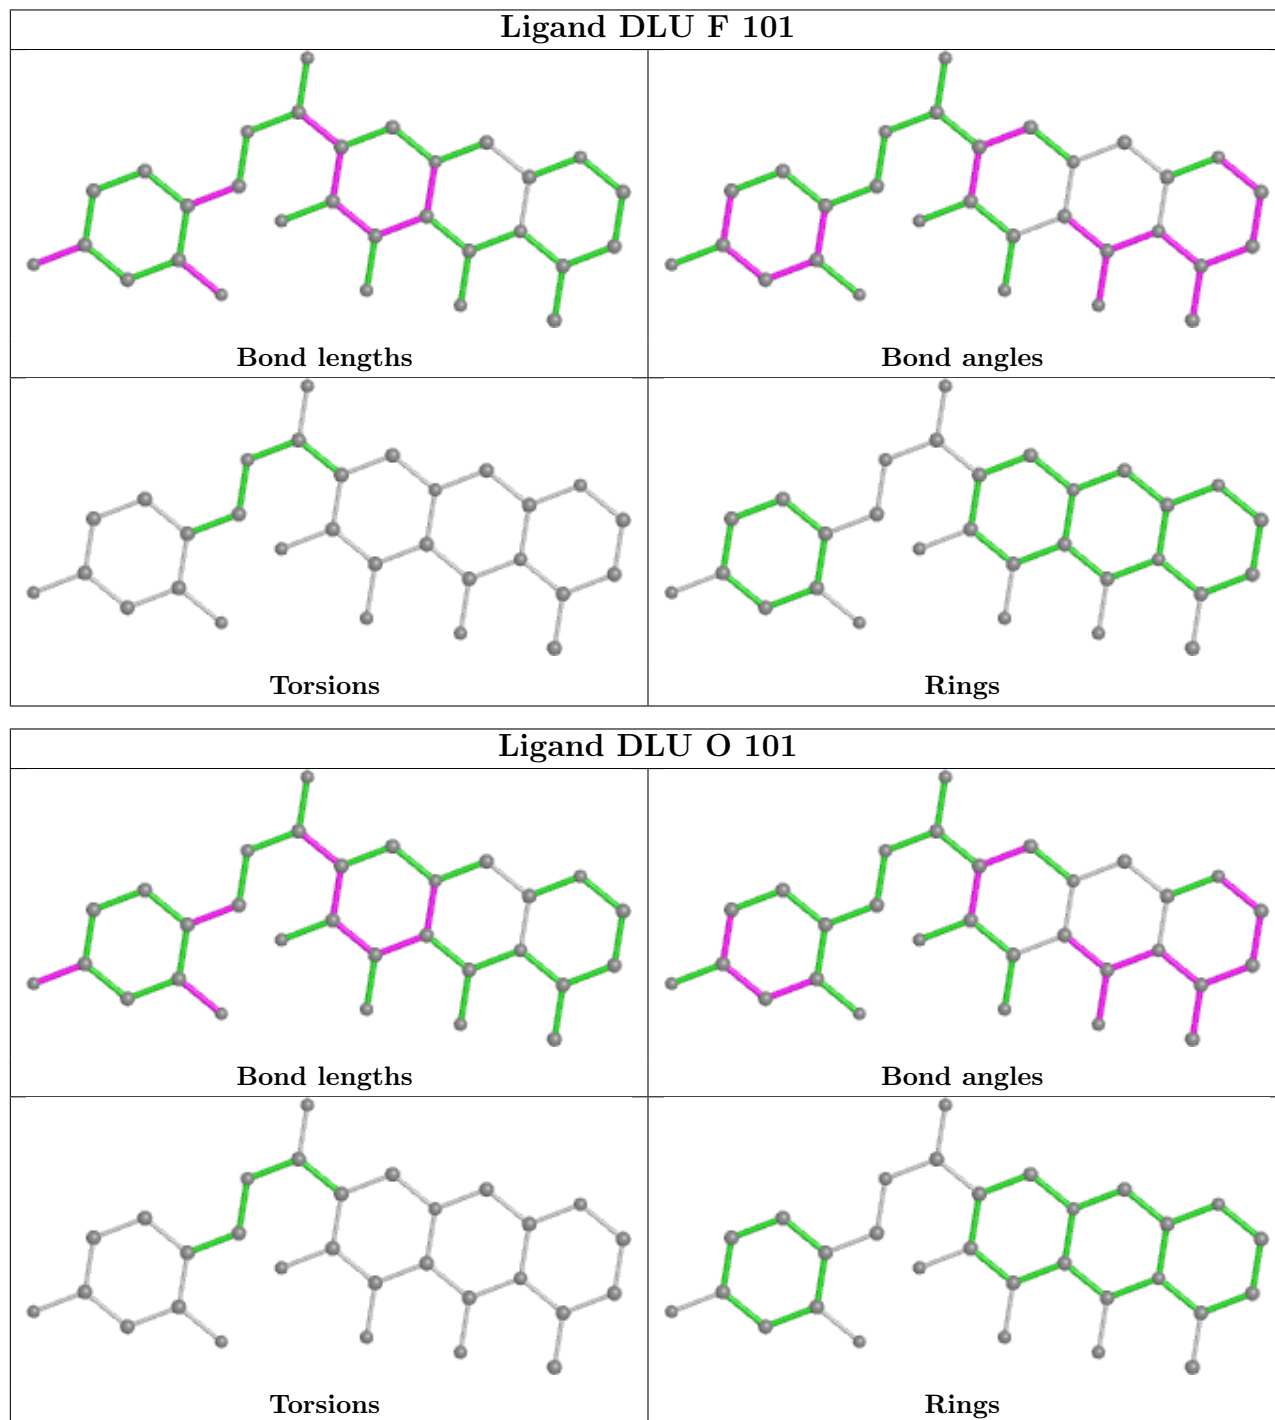 Ligand DLU F 101
Bond lengths
Bond angles
Torsions
Rings
Ligand DLU O 101
Bond lengths
Bond angles
Torsions
Rings